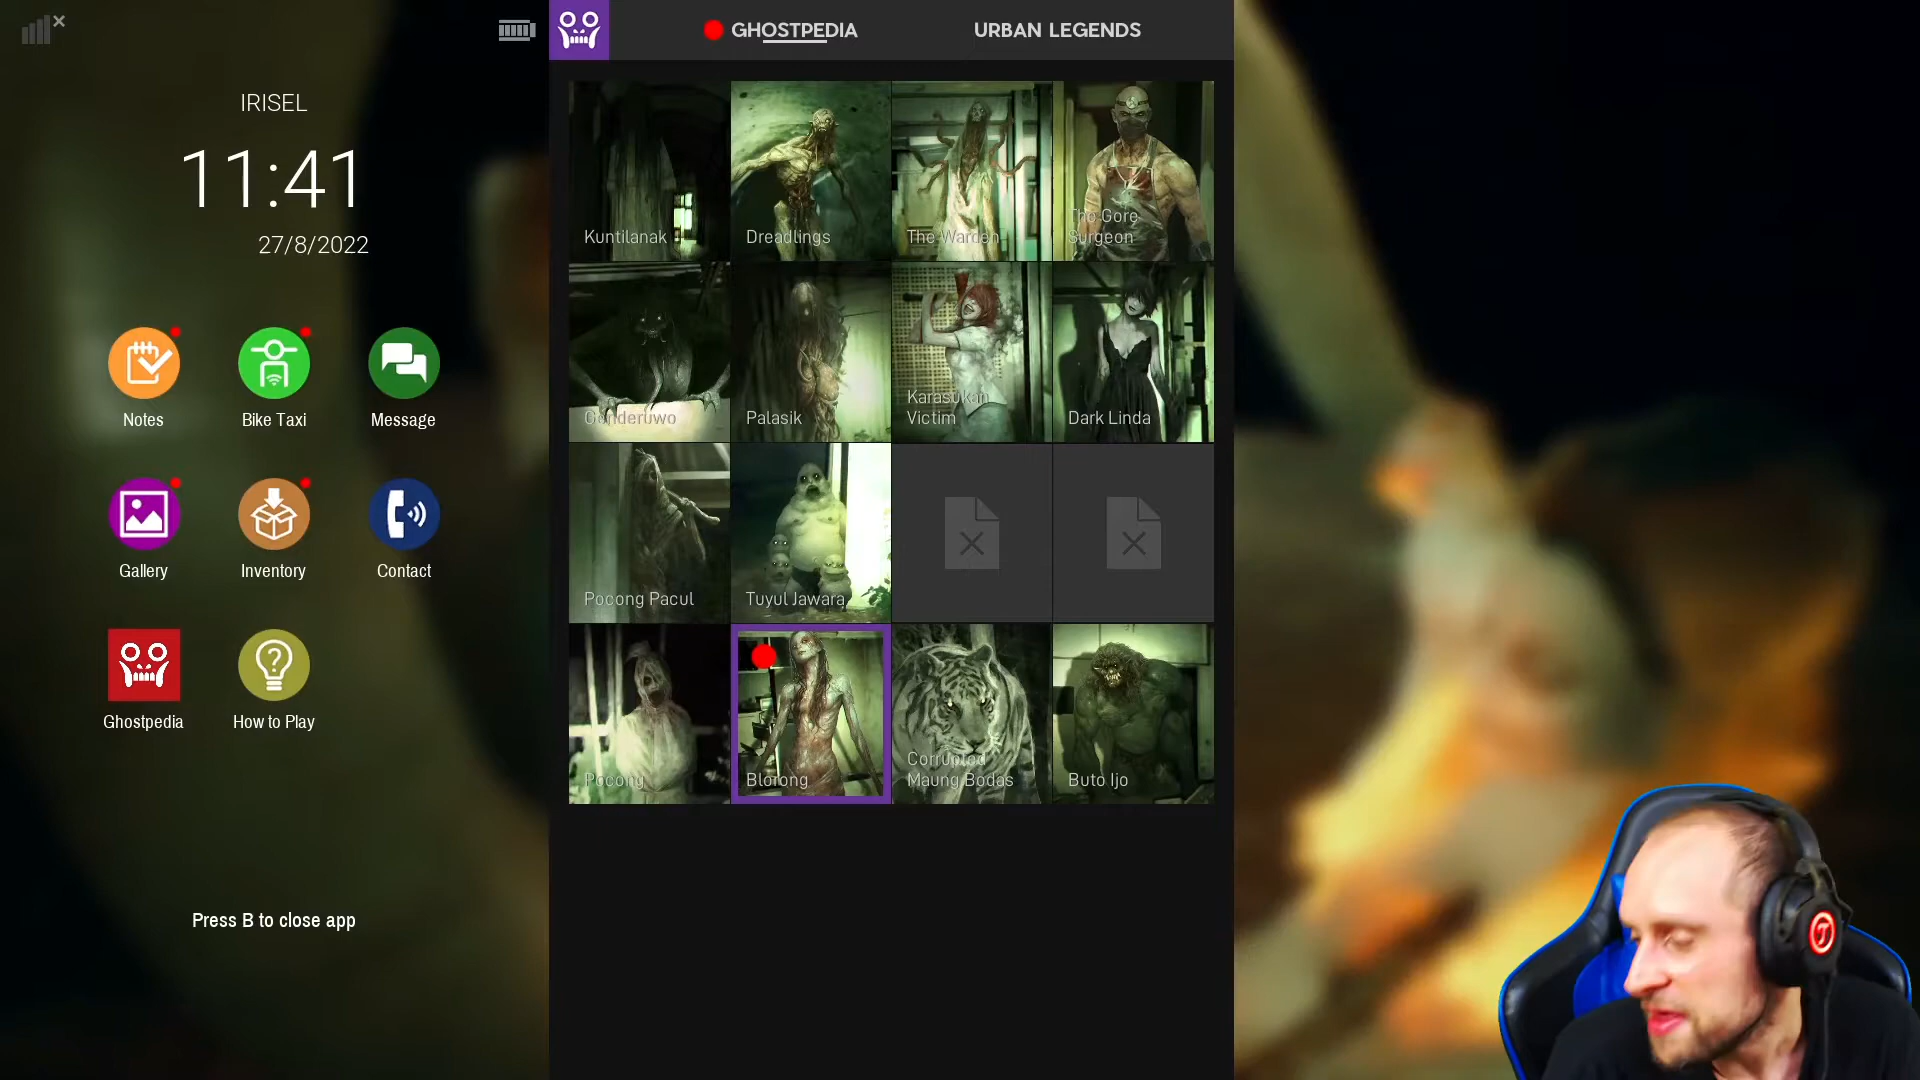 IRISEL
11:41
27/8/2022
Notes
Bike Taxi
Message
Gallery
Inventory
Contact
Ghostpedia
How to Play
Press B to close app
GHOSTPEDIA
URBAN LEGENDS
Kuntilanak
Dreadlings
The Warden
The Gore
Surgeon
Genderuwo
Palasik
Karasukan
Victim
Dark Linda
Pocong Pacul
Tuyul Jawara
Pocong
Blorong
Corrupted
Maung Bodas
Buto Ijo